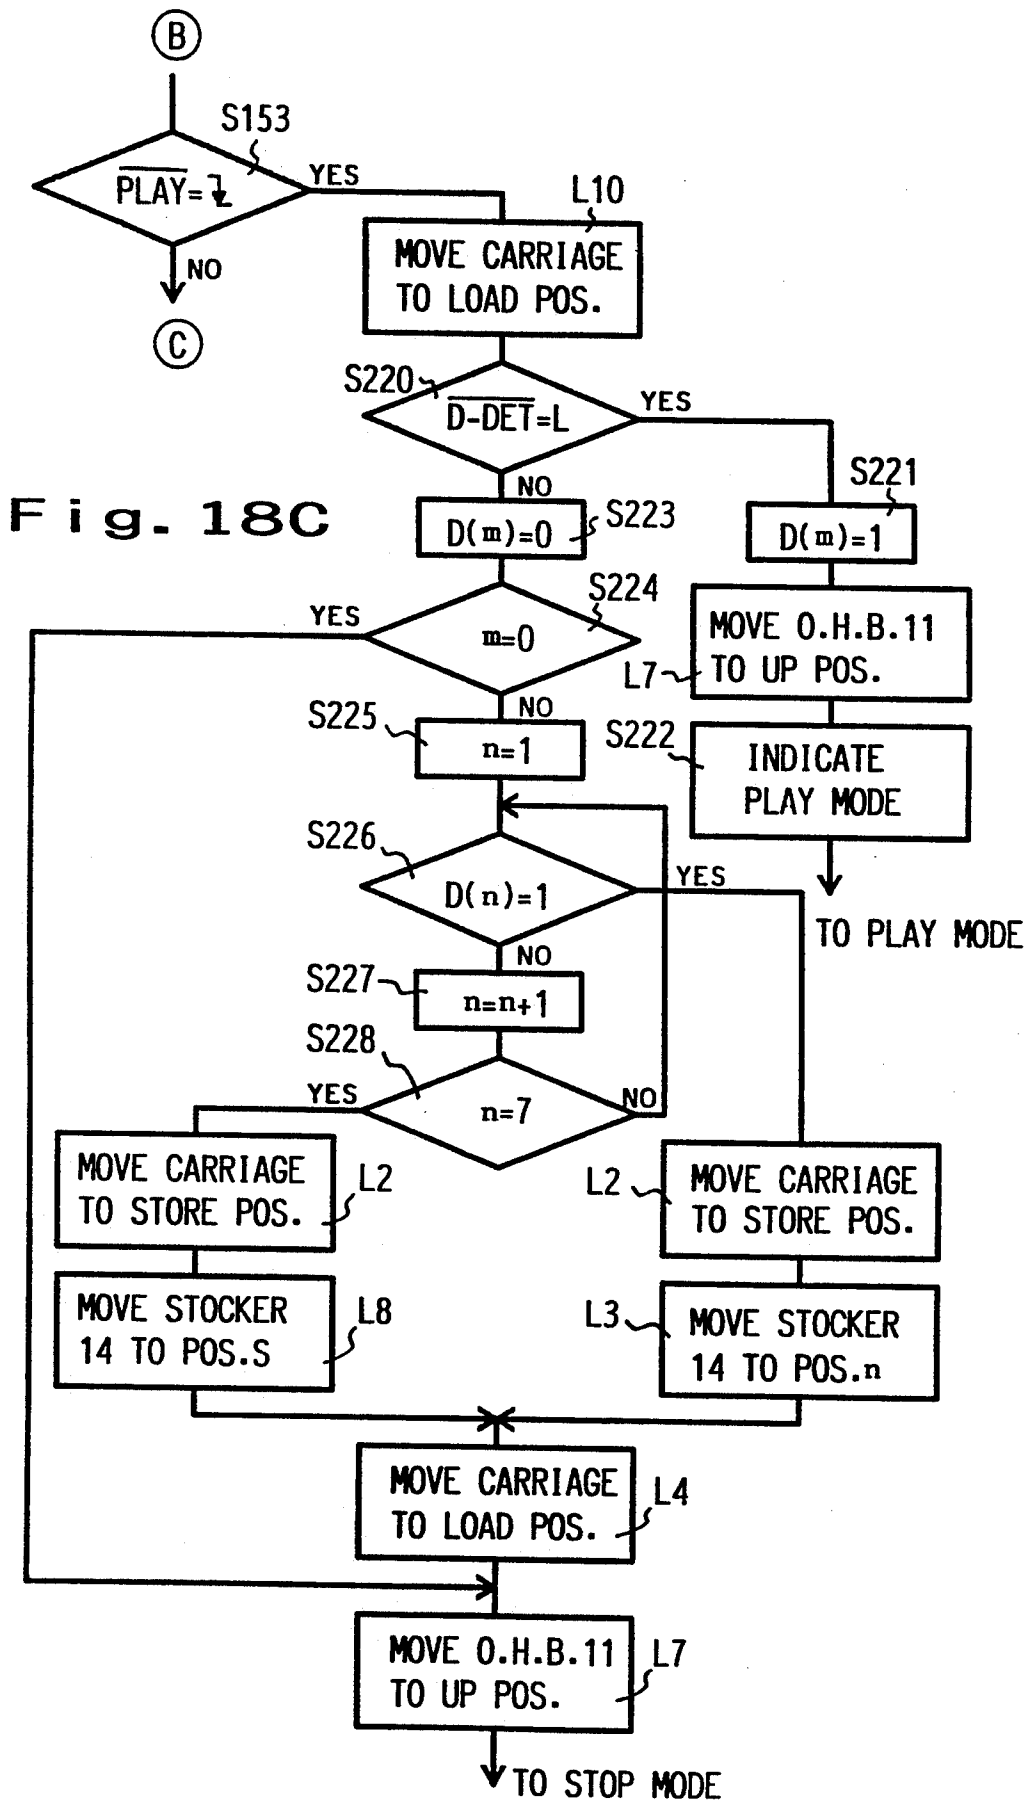 B
S153
PLAY=
YES
NO
C
L10
MOVE CARRIAGE
TO LOAD POS.
S220
D-DET=L
YES
NO
S221
D(m)=1
Fig. 18C
S223
D(m)=0
S224
YES
m=0
NO
MOVE O.H.B.11
TO UP POS.
L7
S225
n=1
S222
INDICATE
PLAY MODE
TO PLAY MODE
S226
D(n)=1
YES
NO
S227
n=n+1
S228
YES
n=7
NO
MOVE CARRIAGE
TO STORE POS.
L2
L2
MOVE CARRIAGE
TO STORE POS.
MOVE STOCKER
14 TO POS.S
L8
L3
MOVE STOCKER
14 TO POS.n
MOVE CARRIAGE
TO LOAD POS.
L4
MOVE O.H.B.11
TO UP POS.
L7
TO STOP MODE